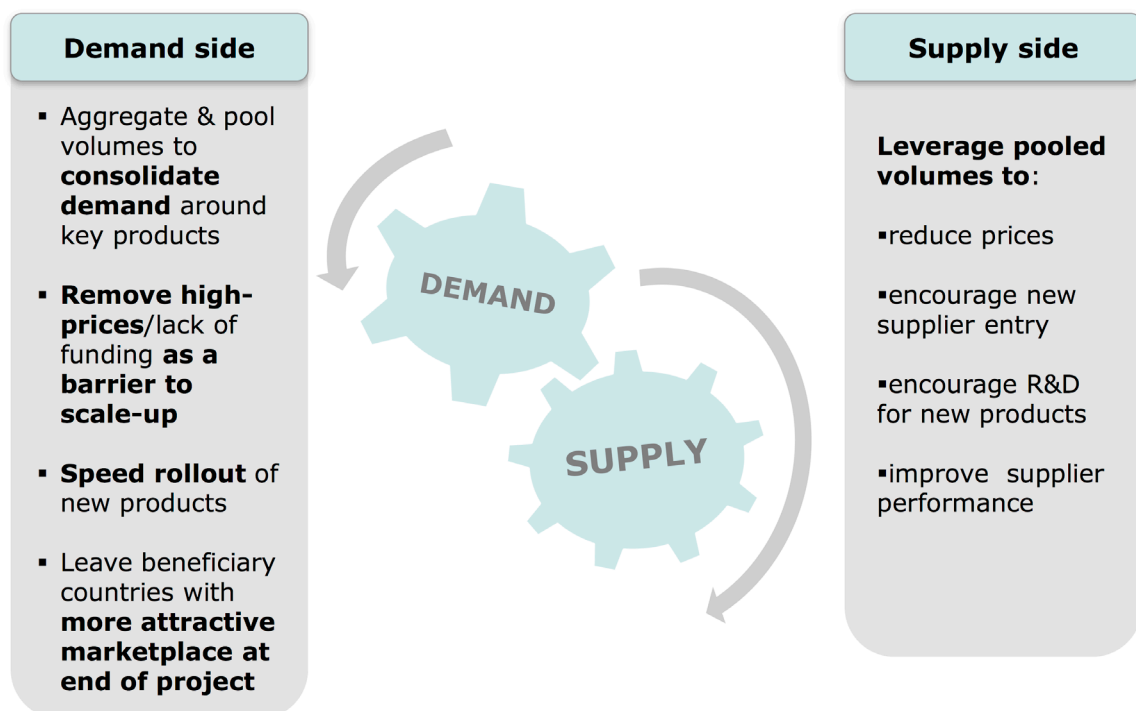 Demand side
▪ Aggregate & pool
volumes to
consolidate
demand around
key products
▪ Remove high-
prices/lack of
funding as a
barrier to
scale-up
▪ Speed rollout of
new products
▪ Leave beneficiary
countries with
more attractive
marketplace at
end of project
DEMAND
SUPPLY
Supply side
Leverage pooled
volumes to:
▪reduce prices
▪encourage new
supplier entry
▪encourage R&D
for new products
▪improve supplier
performance